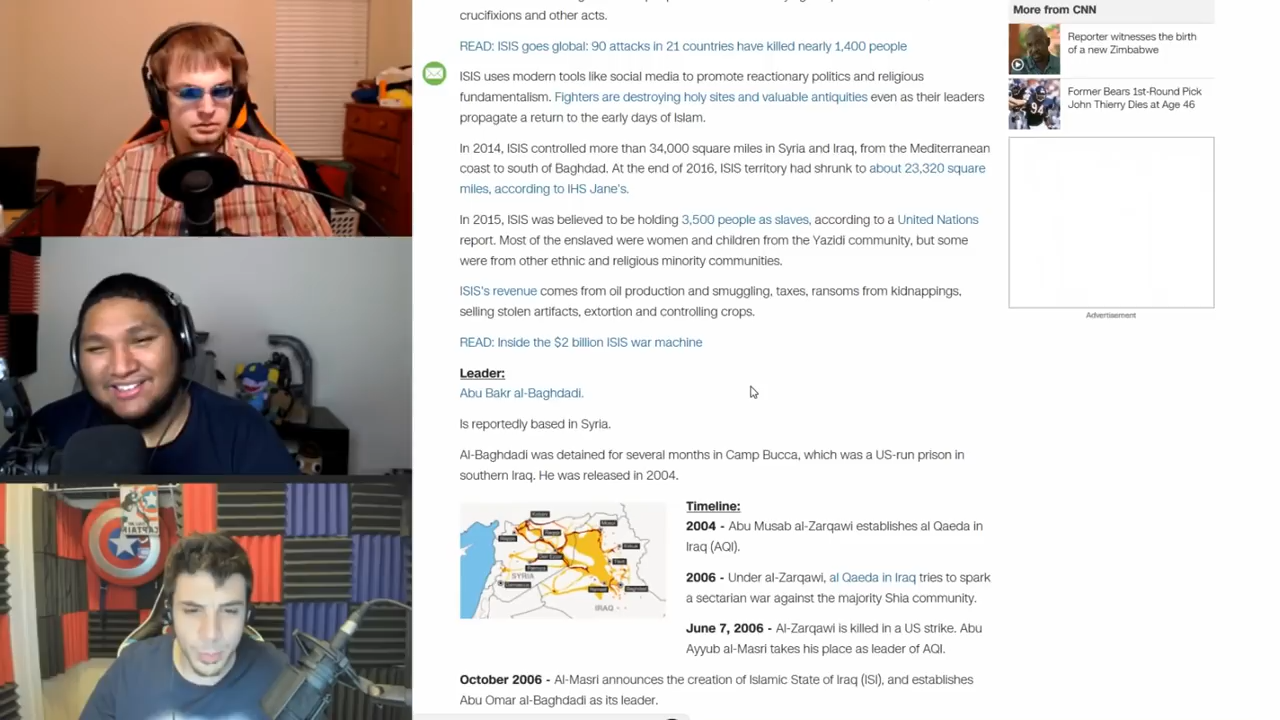 crucifixions and other acts.
READ: ISIS goes global: 90 attacks in 21 countries have killed nearly 1,400 people
ISIS uses modern tools like social media to promote reactionary politics and religious
fundamentalism. Fighters are destroying holy sites and valuable antiquities even as their leaders
propagate a return to the early days of Islam.
In 2014, ISIS controlled more than 34,000 square miles in Syria and Iraq, from the Mediterranean
coast to south of Baghdad. At the end of 2016, ISIS territory had shrunk to about 23,320 square
miles, according to IHS Jane's.
In 2015, ISIS was believed to be holding 3,500 people as slaves, according to a United Nations
report. Most of the enslaved were women and children from the Yazidi community, but some
were from other ethnic and religious minority communities.
ISIS's revenue comes from oil production and smuggling, taxes, ransoms from kidnappings,
selling stolen artifacts, extortion and controlling crops.
READ: Inside the $2 billion ISIS war machine
Leader:
Abu Bakr al-Baghdadi.
Is reportedly based in Syria.
Al-Baghdadi was detained for several months in Camp Bucca, which was a US-run prison in
southern Iraq. He was released in 2004.
SYRIA
IRAQ
Timeline:
2004 - Abu Musab al-Zarqawi establishes al Qaeda in
Iraq (AQI).
2006 - Under al-Zarqawi, al Qaeda in Iraq tries to spark
a sectarian war against the majority Shia community.
June 7, 2006 - Al-Zarqawi is killed in a US strike. Abu
Ayyub al-Masri takes his place as leader of AQI.
October 2006 - Al-Masri announces the creation of Islamic State of Iraq (ISI), and establishes
Abu Omar al-Baghdadi as its leader.
More from CNN
Reporter witnesses the birth
of a new Zimbabwe
Former Bears 1st-Round Pick
John Thierry Dies at Age 46
94
Advertisement